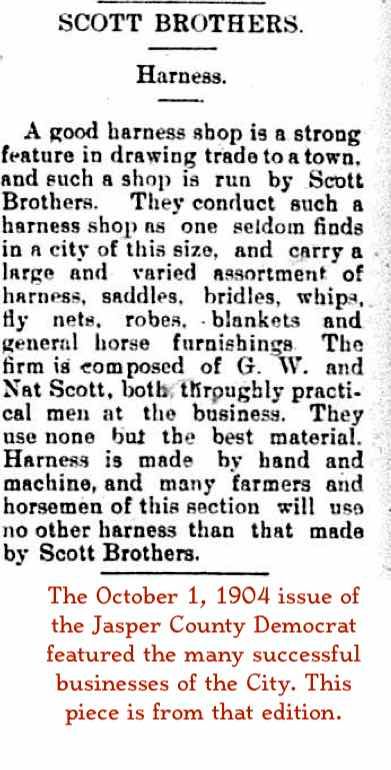 SCOTT BROTHERS.
Harness.
A good harness shop is a strong
feature in drawing trade to a town,
and such a shop is run by Scott
Brothers. They conduct such a
harness shop as one seldom finds
in a city of this size, and carry a
large and varied assortment of
harness, saddles, bridles, whips,
fly nets, robes, blankets and
general horse furnishings. The
firm is composed of G. W. and
Nat Scott, both throughly practi-
cal men at the business. They
use none but the best material.
Harness is made by hand and
machine, and many farmers and
horsemen of this section will use
no other harness than that made
by Scott Brothers.
The October 1, 1904 issue of
the Jasper County Democrat
featured the many successful
businesses of the City. This
piece is from that edition.